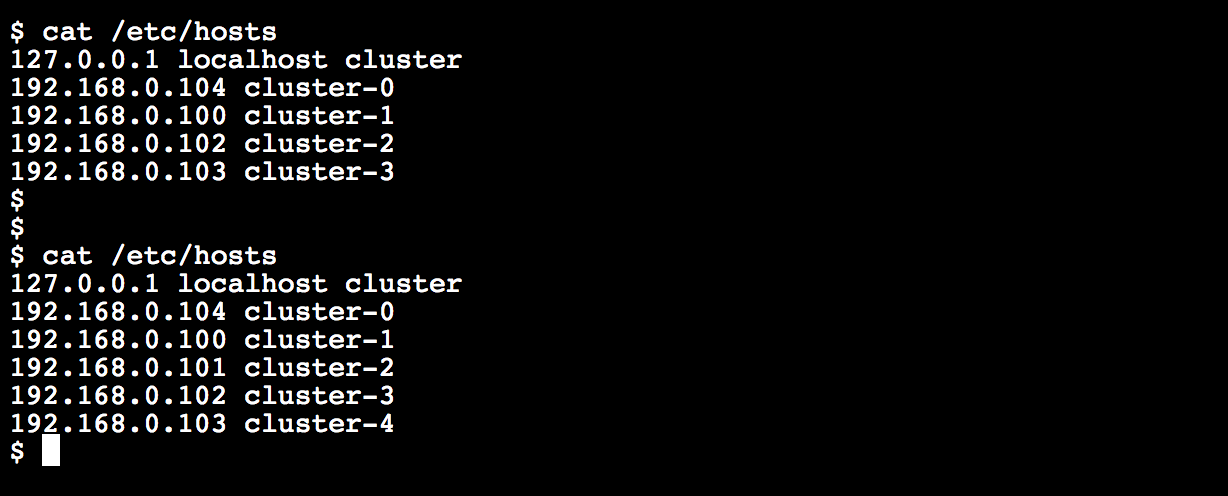 $ cat /etc/hosts
127.0.0.1 localhost cluster
192.168.0.104 cluster-0
192.168.0.100 cluster-1
192.168.0.102 cluster-2
192.168.0.103 cluster-3
$
$
$ cat /etc/hosts
127.0.0.1 localhost cluster
192.168.0.104 cluster-0
192.168.0.100 cluster-1
192.168.0.101 cluster-2
192.168.0.102 cluster-3
192.168.0.103 cluster-4
$